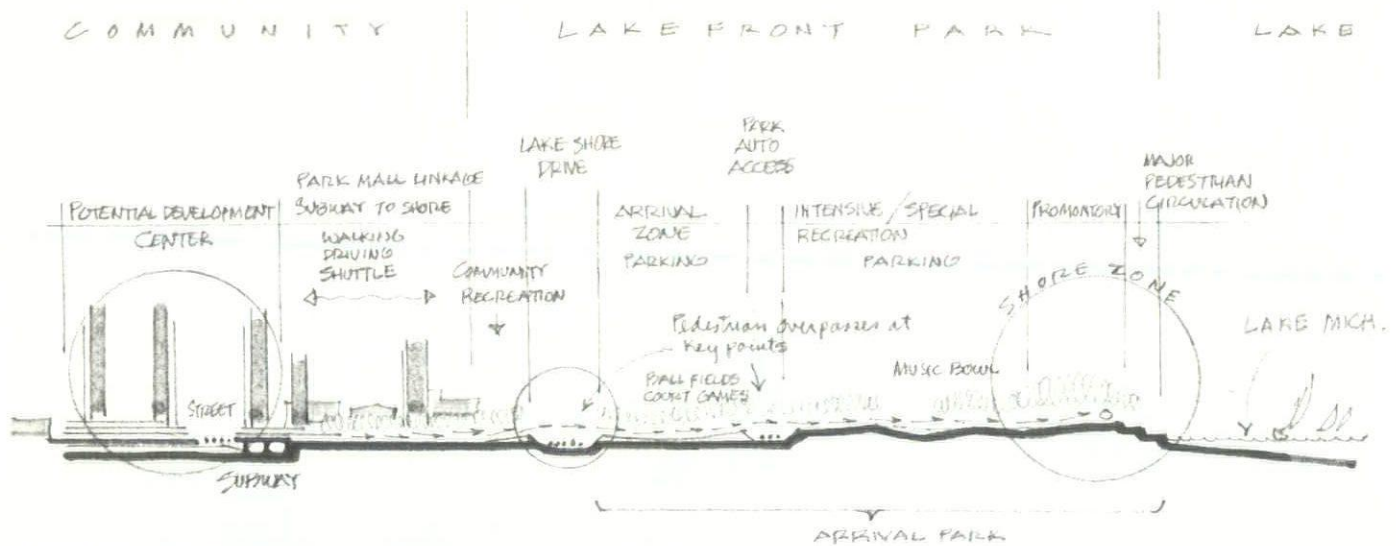 COMMUNITY
LAKEFRONT PARK
LAKE
POTENTIAL DEVELOPMENT
CENTER
PARK MALL LINKAGE
SUBWAY TO SHORE
WALKING
DRIVING
SHUTTLE
COMMUNITY
RECREATION
LAKE SHORE
DRIVE
ARRIVAL
ZONE
PARKING
PARK
AUTO
ACCESS
INTENSIVE/SPECIAL
RECREATION
PARKING
PROMONTORY
MAJOR
PEDESTRIAN
CIRCULATION
SHORE ZONE
LAKE MICH.
Pedestrian overpasses at
key points
BALL FIELDS
COURT GAMES
MUSIC BOWL
STREET
SUBWAY
ARRIVAL PARK